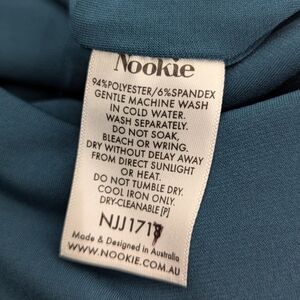 Nookie
94%POLYESTER/6%SPANDEX
GENTLE MACHINE WASH
IN COLD WATER.
WASH SEPARATELY.
DO NOT SOAK,
BLEACH OR WRING.
DRY WITHOUT DELAY AWAY
FROM DIRECT SUNLIGHT
OR HEAT.
DO NOT TUMBLE DRY.
COOL IRON ONLY.
DRY-CLEANABLE [P]
Made & Designed in Australia
WWW.NOOKIE.COM.AU